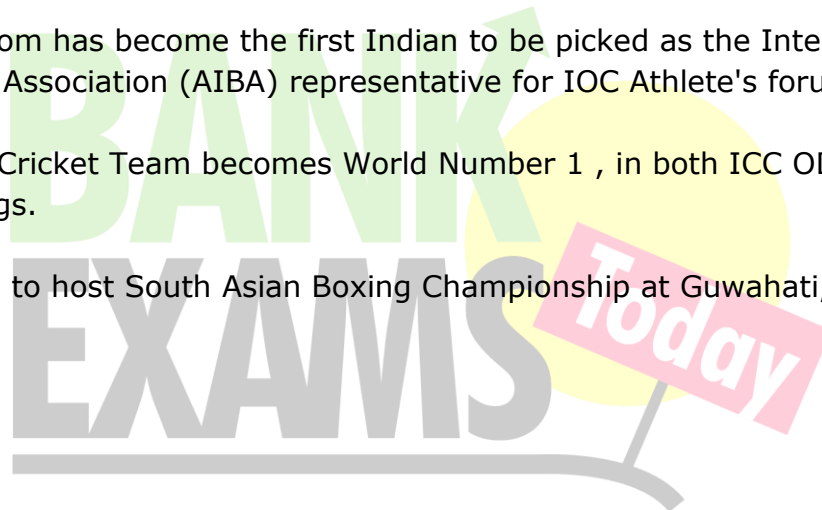 om has become the first Indian to be picked as the Inte
Association (AIBA) representative for IOC Athlete's foru
Cricket Team becomes World Number 1 , in both ICC OD
gs.
to host South Asian Boxing Championship at Guwahati,
BANK
EXAMS
Today